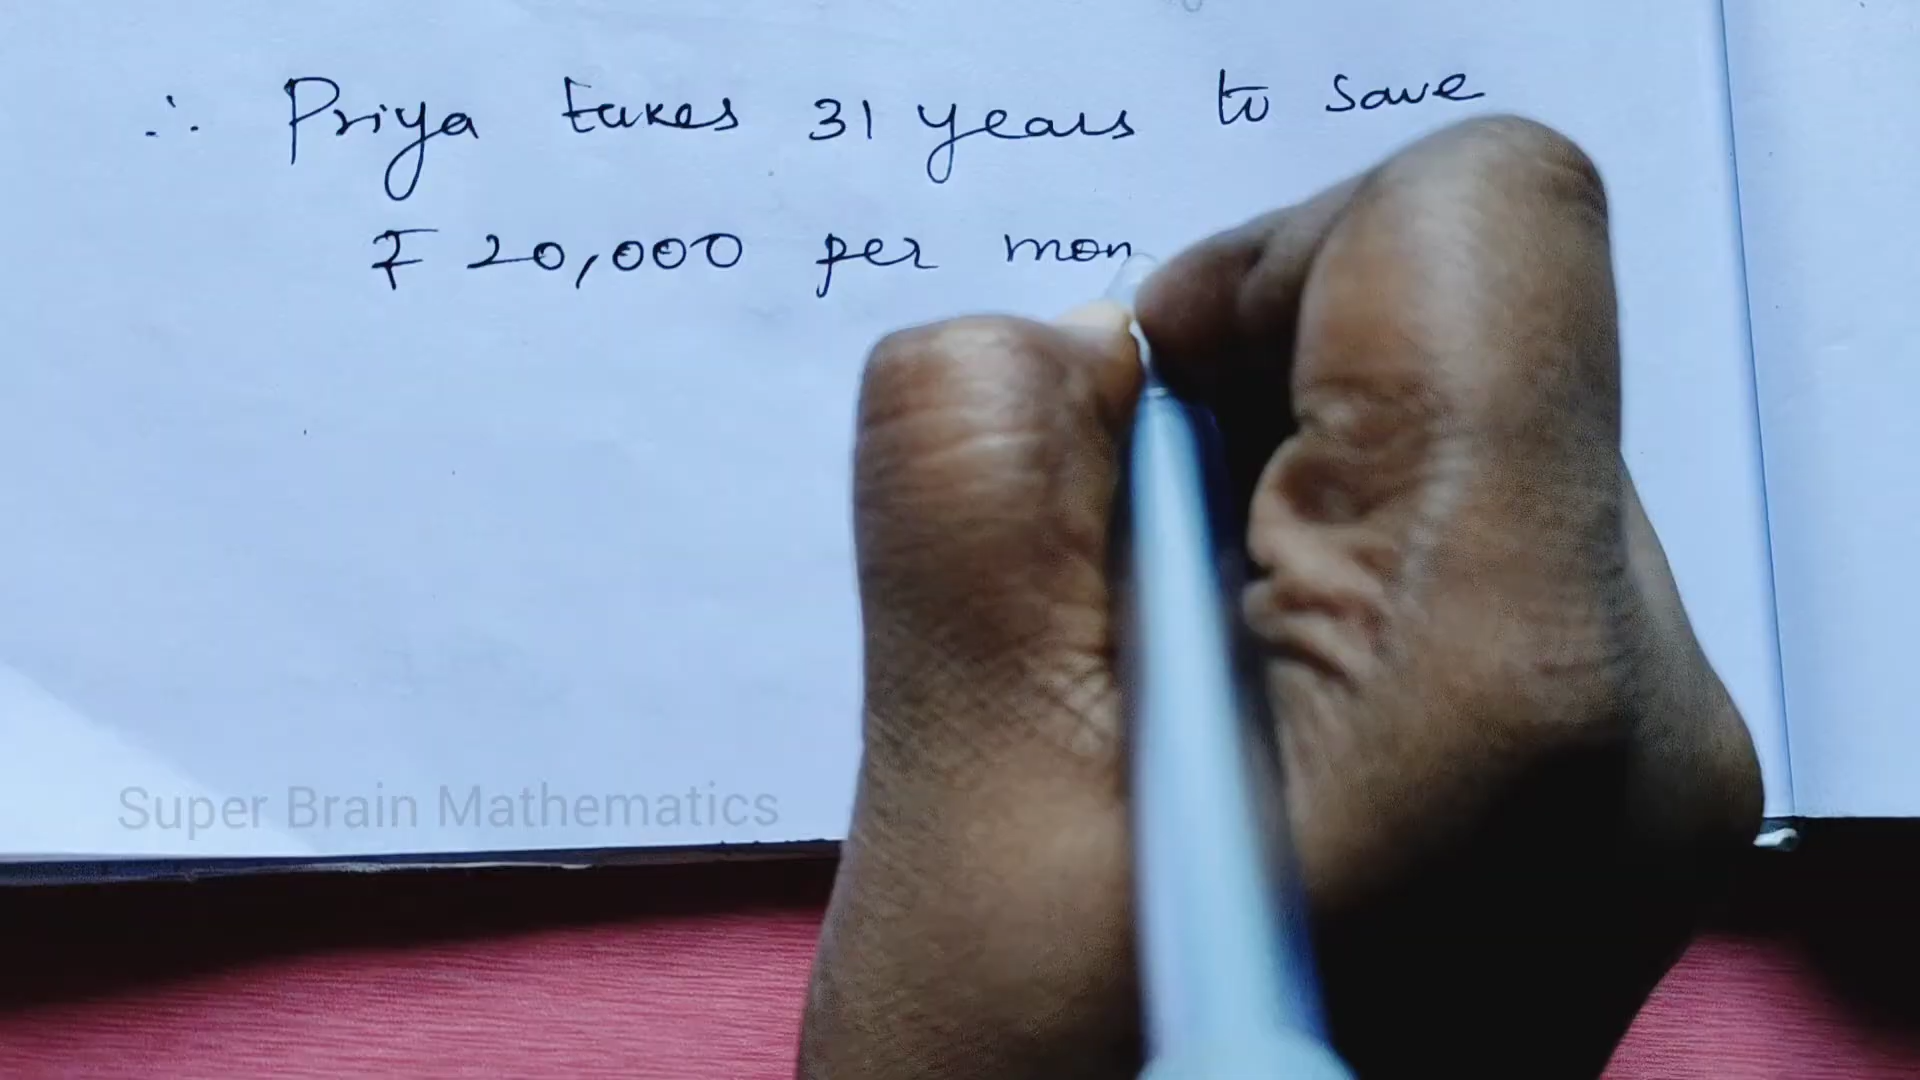 ∴ Priya takes 31 years to save
₹ 20,000 per mon
Super Brain Mathematics